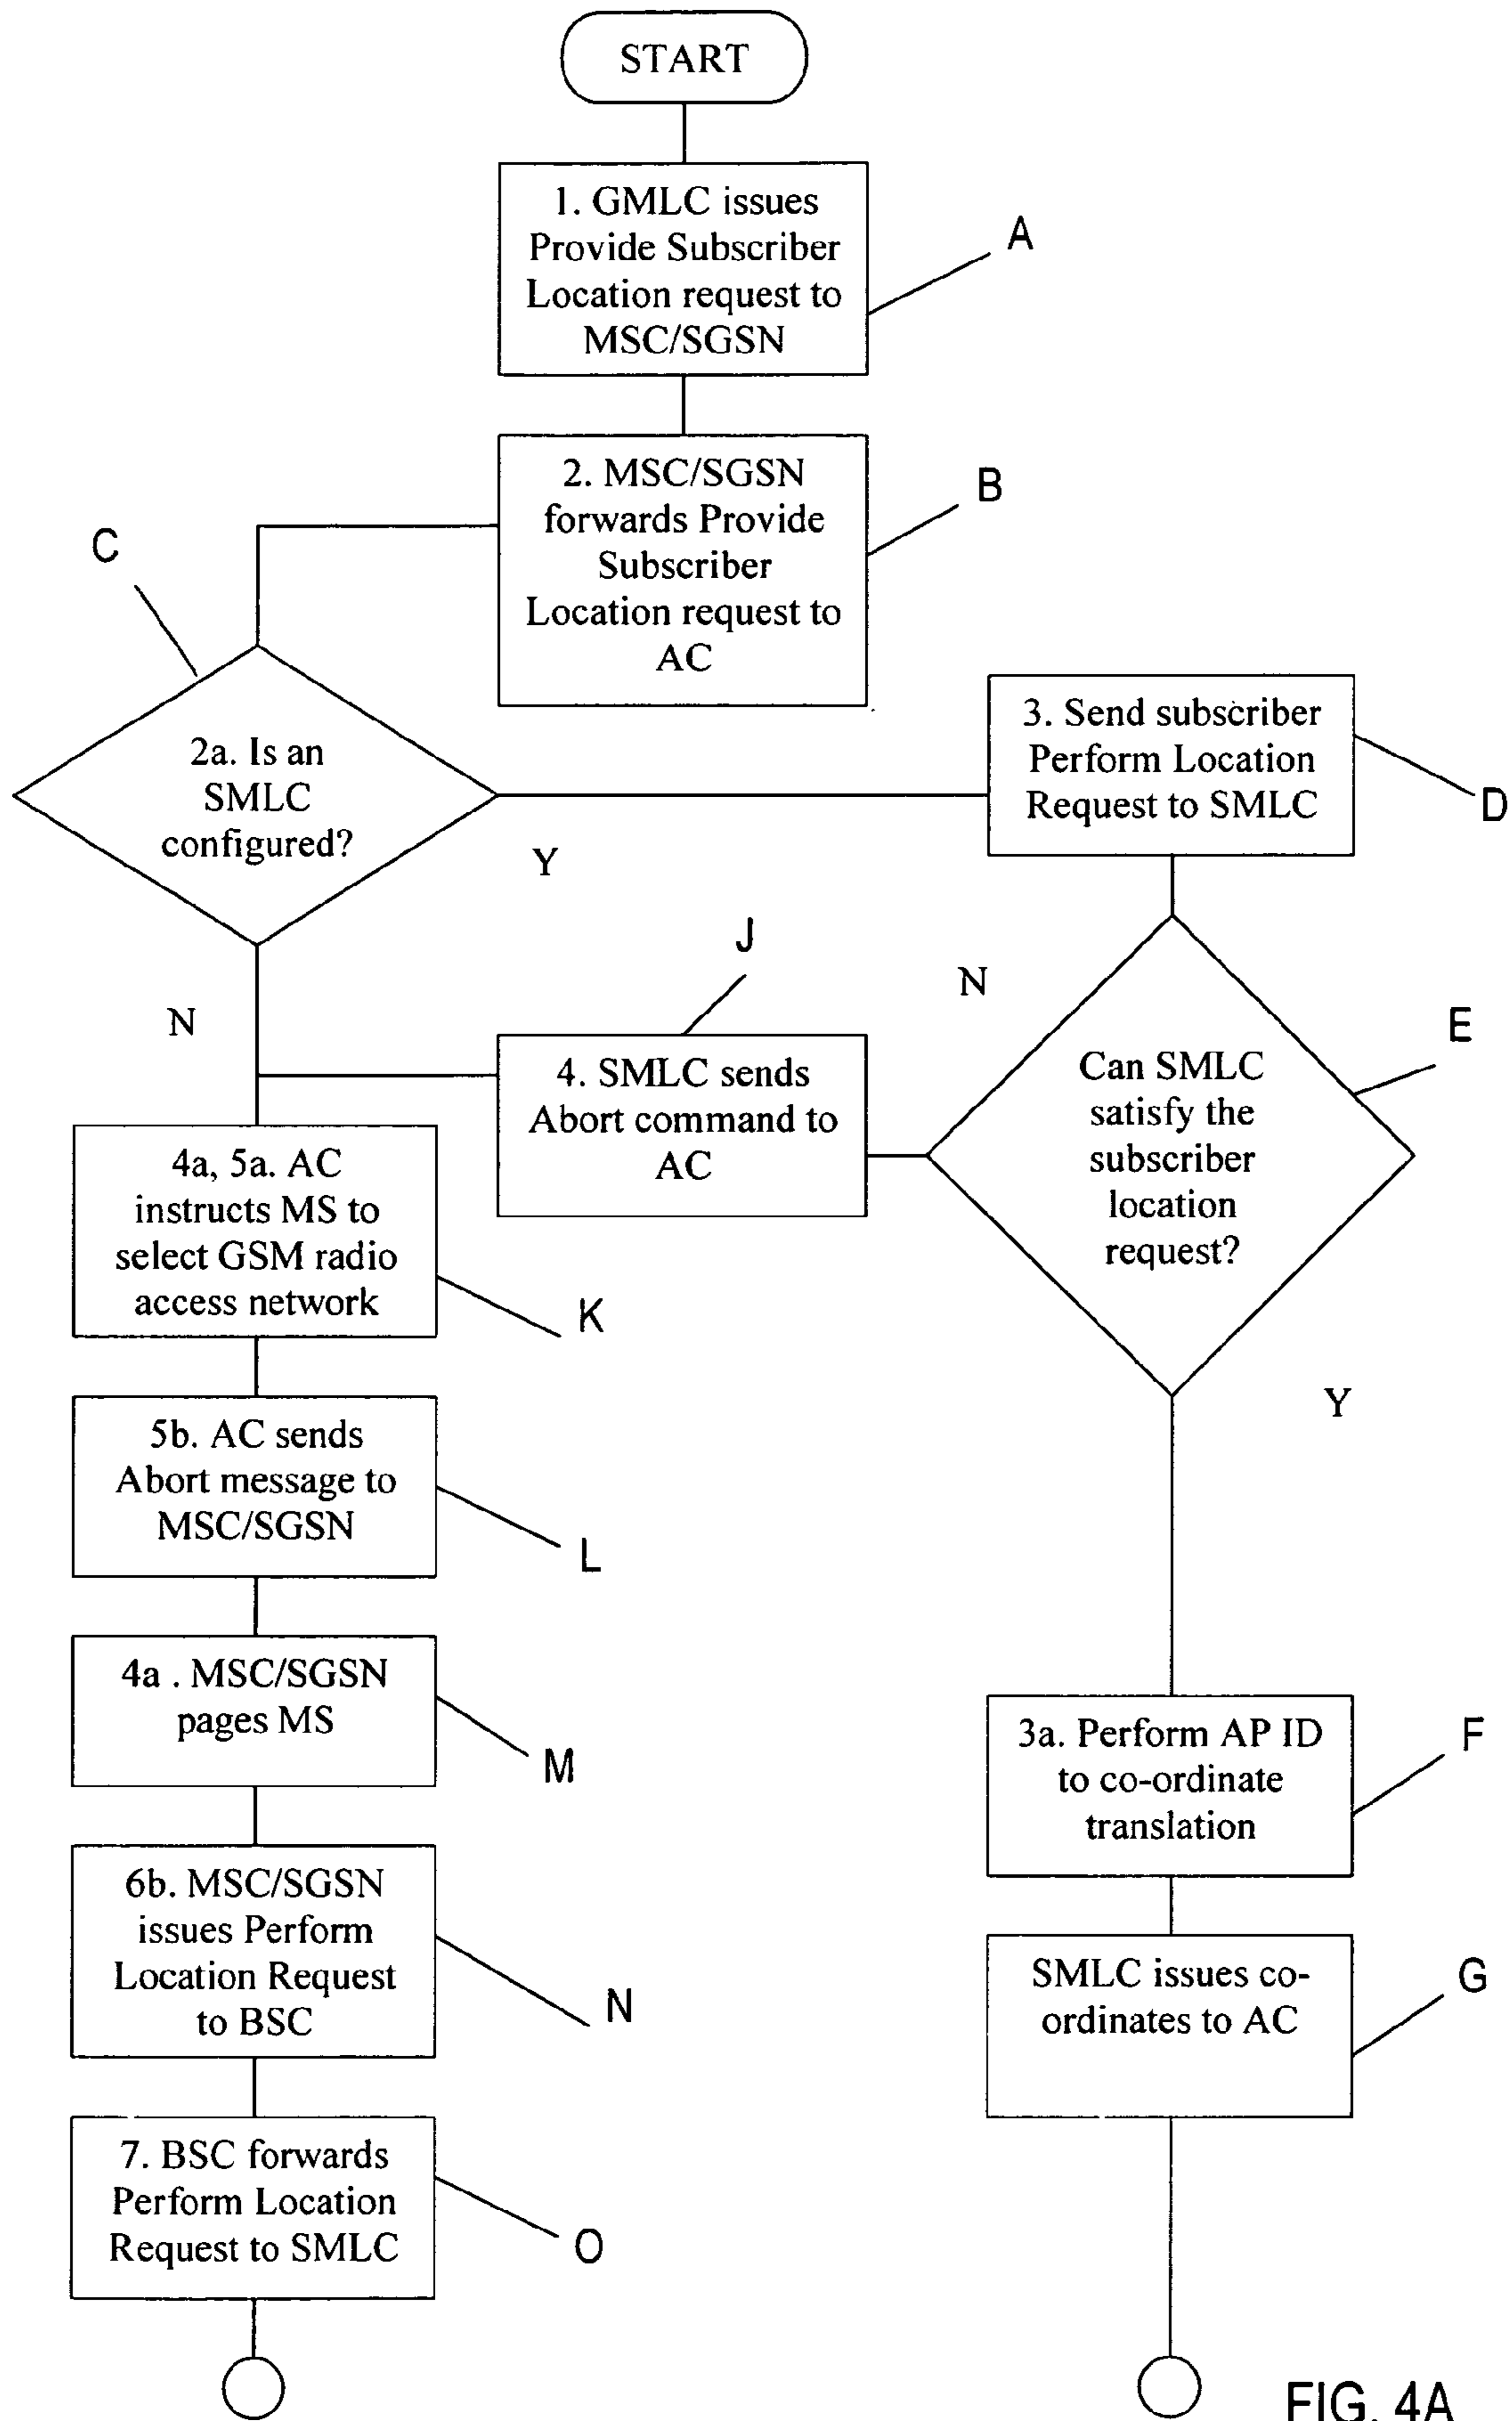 START
1. GMLC issues
Provide Subscriber
Location request to
MSC/SGSN
A
2. MSC/SGSN
forwards Provide
Subscriber
Location request to
AC
B
C
2a. Is an
SMLC
configured?
Y
N
3. Send subscriber
Perform Location
Request to SMLC
D
J
N
4. SMLC sends
Abort command to
AC
Can SMLC
satisfy the
subscriber
location
request?
E
Y
4a, 5a. AC
instructs MS to
select GSM radio
access network
K
5b. AC sends
Abort message to
MSC/SGSN
L
4a . MSC/SGSN
pages MS
M
3a. Perform AP ID
to co-ordinate
translation
F
6b. MSC/SGSN
issues Perform
Location Request
to BSC
N
SMLC issues co-
ordinates to AC
G
7. BSC forwards
Perform Location
Request to SMLC
O
FIG. 4A